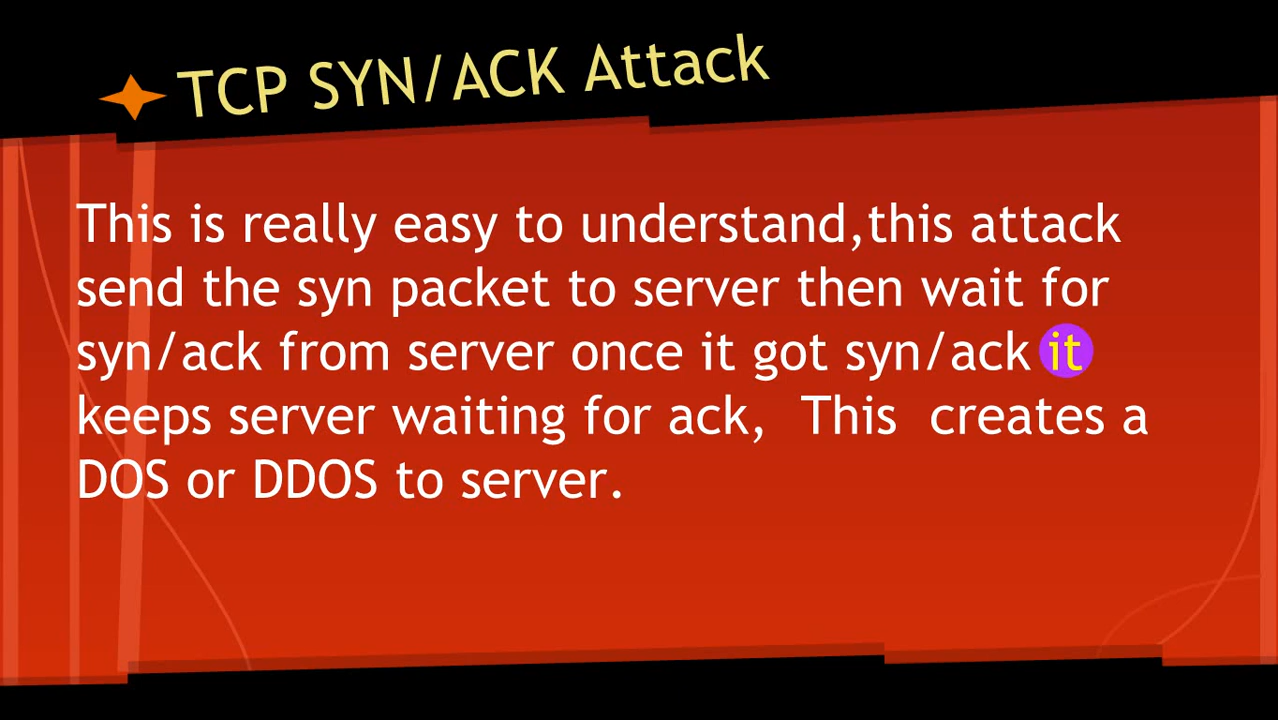 TCP SYN/ACK Attack
This is really easy to understand,this attack
send the syn packet to server then wait for
syn/ack from server once it got syn/ack it
keeps server waiting for ack,  This  creates a
DOS or DDOS to server.